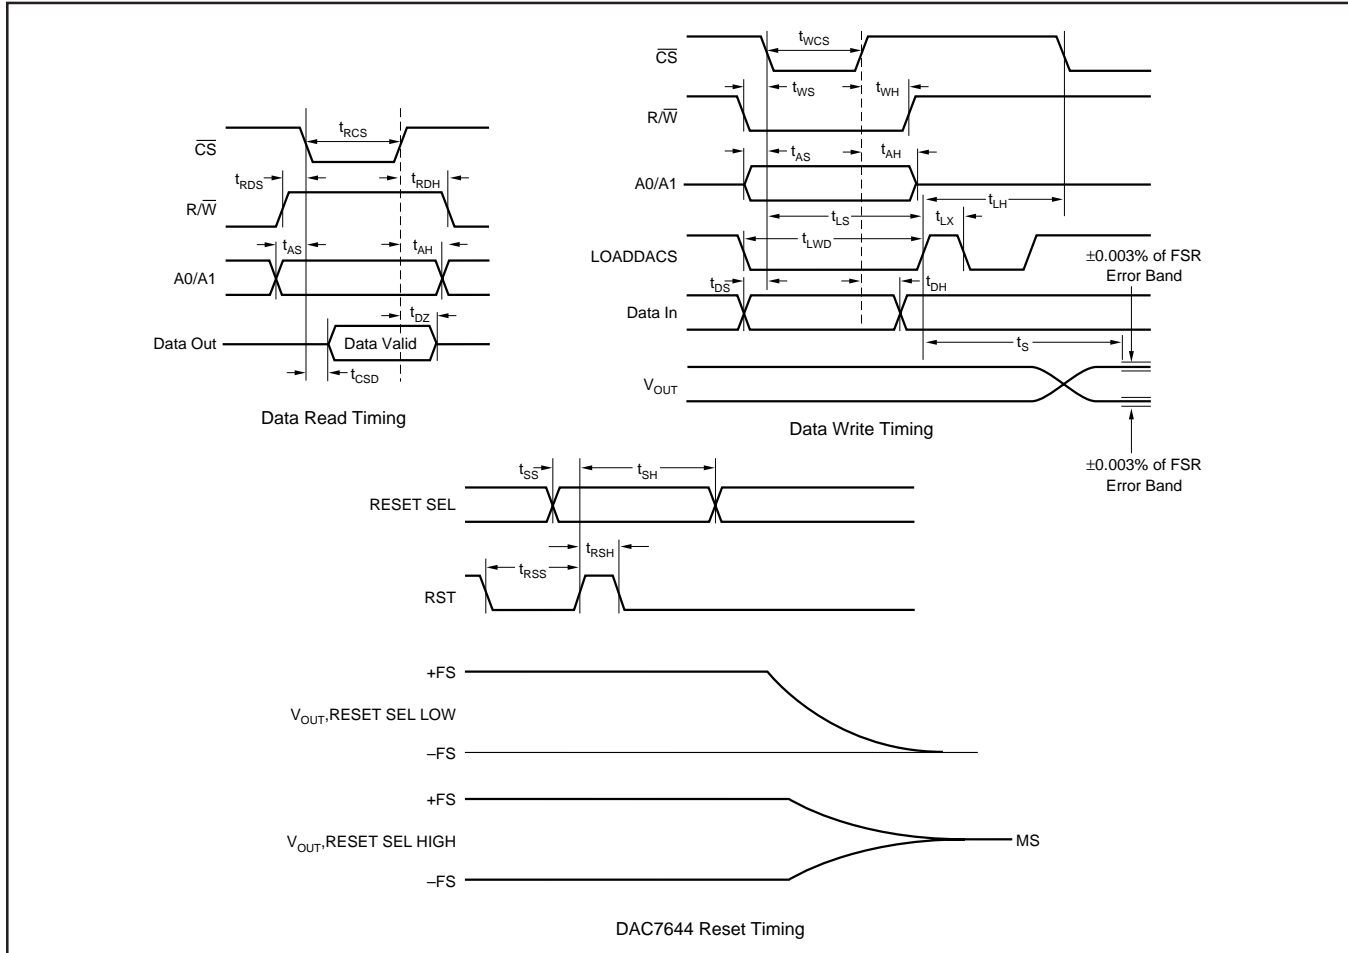 CS
tRCS
tRDS
tRDH
R/W
tAS
tAH
A0/A1
tDZ
Data Out
Data Valid
tCSD
Data Read Timing
CS
tWCS
tWS
tWH
R/W
tAS
tAH
A0/A1
tLH
tLS
tLX
LOADDACS
tLWD
±0.003% of FSR
Error Band
tDS
tDH
Data In
tS
VOUT
Data Write Timing
±0.003% of FSR
Error Band
tSS
tSH
RESET SEL
tRSH
tRSS
RST
+FS
VOUT,RESET SEL LOW
–FS
+FS
VOUT,RESET SEL HIGH
MS
–FS
DAC7644 Reset Timing